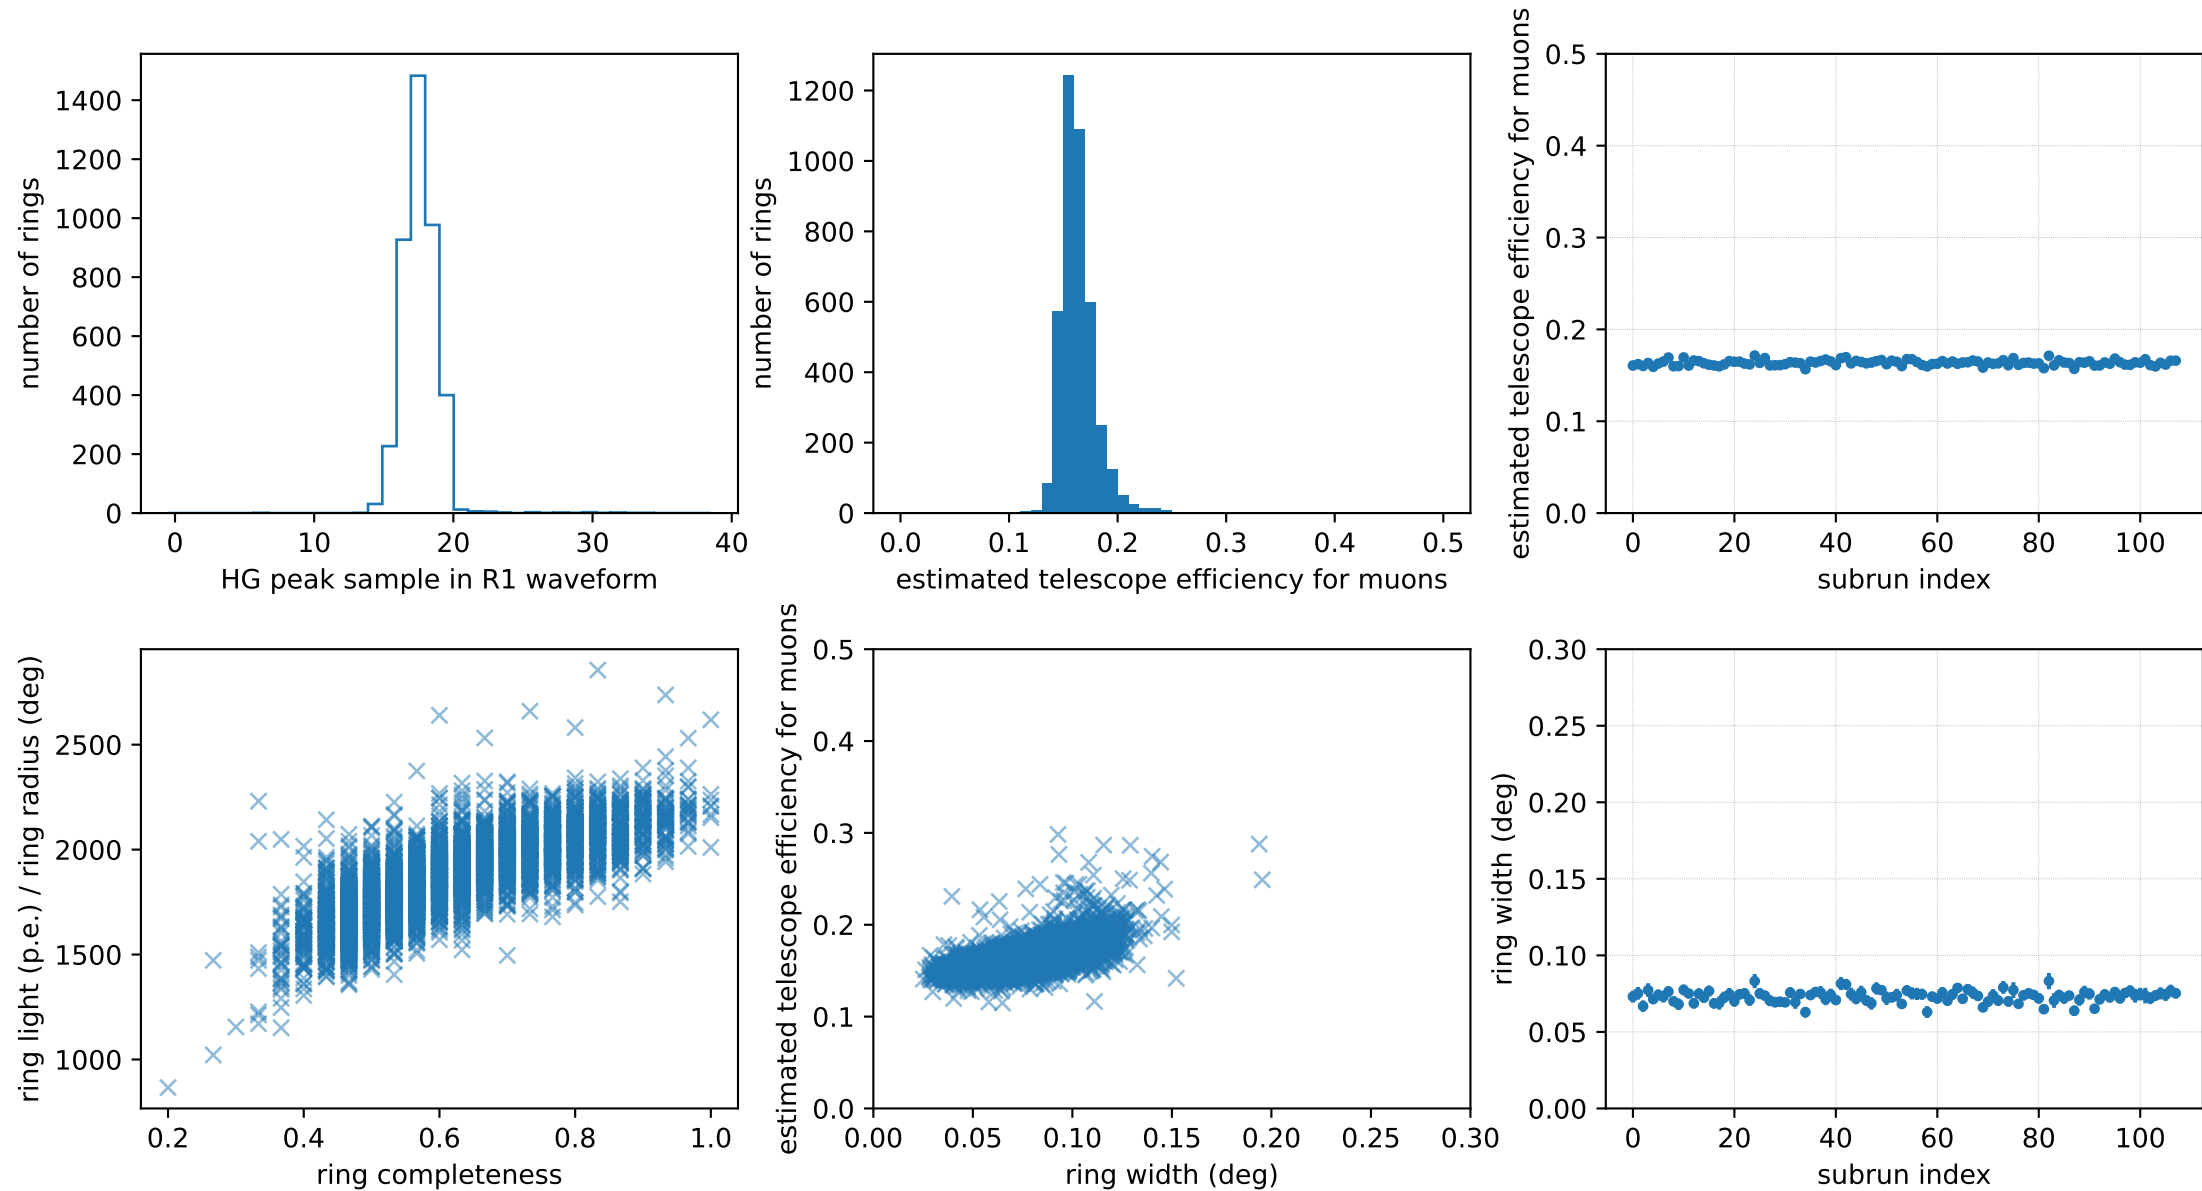 number of rings
1400
1200
1000
800
600
400
200
0
0 10 20 30 40
HG peak sample in R1 waveform
number of rings
1200
1000
800
600
400
200
0
0.0 0.1 0.2 0.3 0.4 0.5
estimated telescope efficiency for muons
estimated telescope efficiency for muons
0.5
0.4
0.3
0.2
0.1
0.0
0 20 40 60 80 100
subrun index
ring light (p.e.) / ring radius (deg)
2500
2000
1500
1000
0.2 0.4 0.6 0.8 1.0
ring completeness
estimated telescope efficiency for muons
0.5
0.4
0.3
0.2
0.1
0.0
0.00 0.05 0.10 0.15 0.20 0.25 0.30
ring width (deg)
ring width (deg)
0.30
0.25
0.20
0.15
0.10
0.05
0.00
0 20 40 60 80 100
subrun index